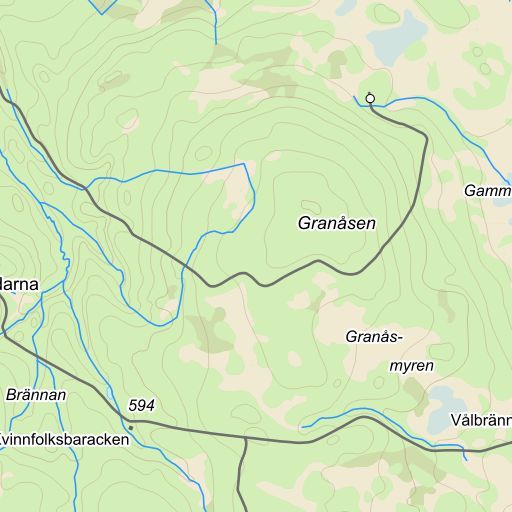 Gamm
Granåsen
larna
Granås-
myren
Brännan
594
Vålbränn
Kvinnfolksbaracken